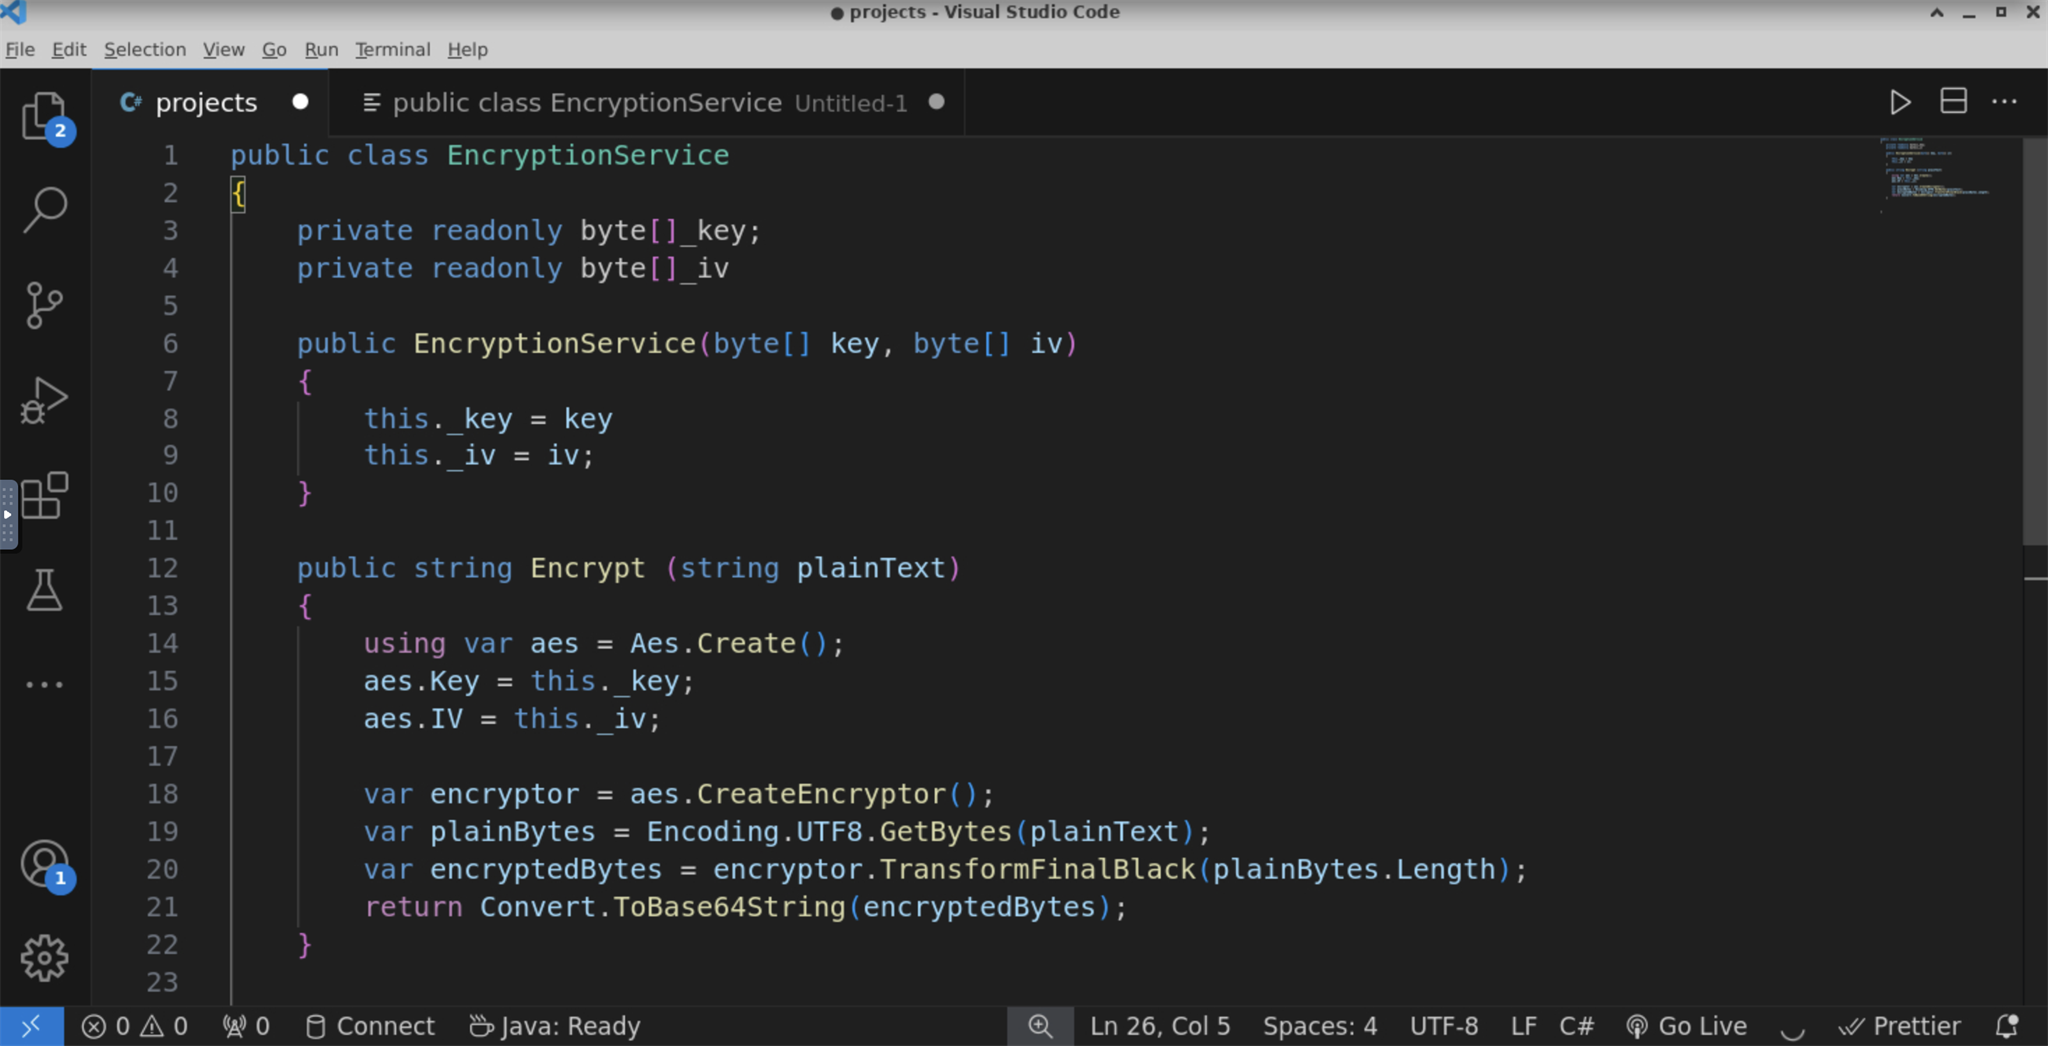 ● projects - Visual Studio Code
File Edit Selection View Go Run Terminal Help
2
C# projects ● public class EncryptionService Untitled-1 ●
1 public class EncryptionService
2 {
3     private readonly byte[]_key;
4     private readonly byte[]_iv
5
6     public EncryptionService(byte[] key, byte[] iv)
7     {
8         this._key = key
9         this._iv = iv;
10     }
11
12     public string Encrypt (string plainText)
13     {
14         using var aes = Aes.Create();
15         aes.Key = this._key;
16         aes.IV = this._iv;
17
18         var encryptor = aes.CreateEncryptor();
19         var plainBytes = Encoding.UTF8.GetBytes(plainText);
20         var encryptedBytes = encryptor.TransformFinalBlack(plainBytes.Length);
21         return Convert.ToBase64String(encryptedBytes);
22     }
23
1
0 0 0 Connect Java: Ready Ln 26, Col 5 Spaces: 4 UTF-8 LF C# Go Live Prettier